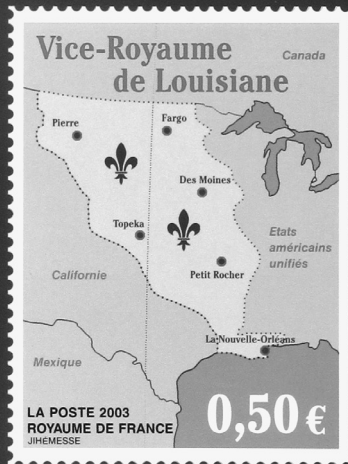 Vice-Royaume
de Louisiane
Canada
Pierre
Fargo
Des Moines
Topeka
Etats
américains
unifiés
Petit Rocher
Californie
La Nouvelle-Orléans
Mexique
LA POSTE 2003
ROYAUME DE FRANCE
JIHÉMESSE
0,50 €